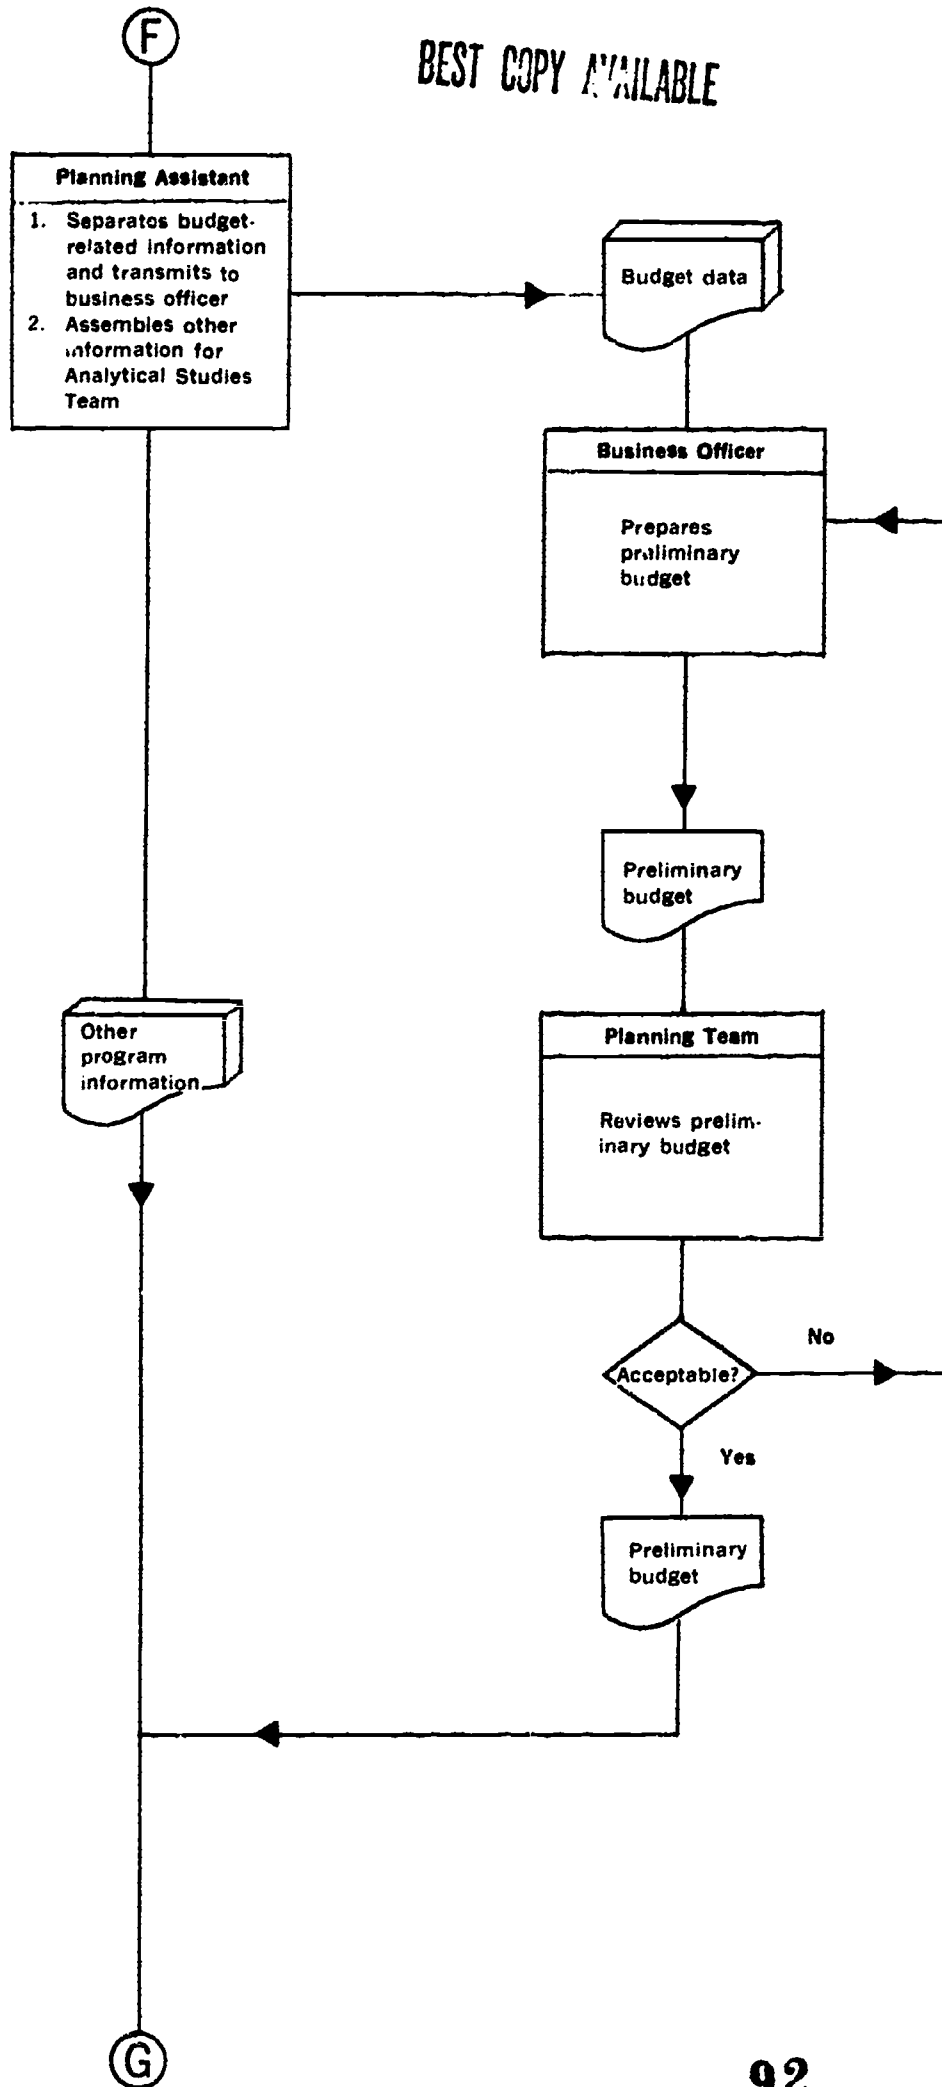 F
BEST COPY AVAILABLE
Planning Assistant
1. Separates budget-
related information
and transmits to
business officer
2. Assembles other
information for
Analytical Studies
Team
Budget data
Business Officer
Prepares
preliminary
budget
Preliminary
budget
Other
program
information
Planning Team
Reviews prelim-
inary budget
No
Acceptable?
Yes
Preliminary
budget
G
92